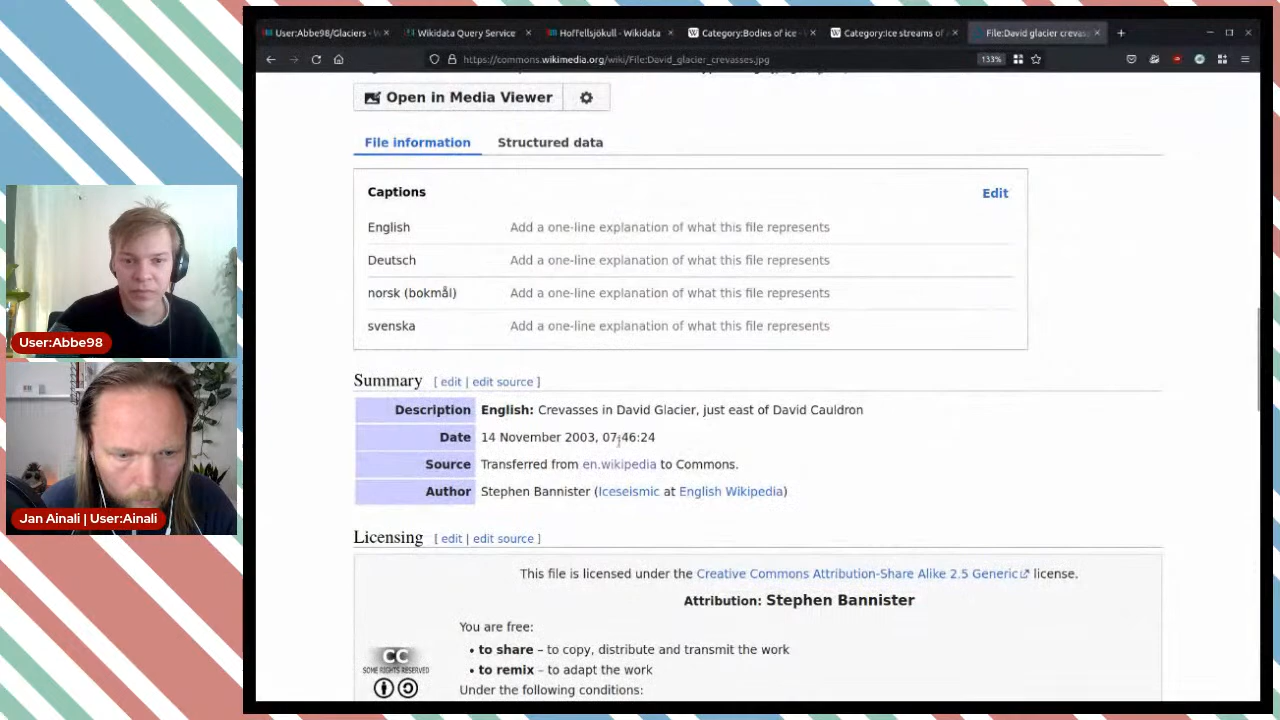 User:Abbe98/Glaciers - W
Wikidata Query Service
Hoffellsjökull - Wikidata
Category:Bodies of ice -
Category:Ice streams of
File:David glacier crevass
https://commons.wikimedia.org/wiki/File:David_glacier_crevasses.jpg
133%
Open in Media Viewer
File information
Structured data
Captions
Edit
English
Add a one-line explanation of what this file represents
Deutsch
Add a one-line explanation of what this file represents
norsk (bokmål)
Add a one-line explanation of what this file represents
svenska
Add a one-line explanation of what this file represents
Summary [ edit | edit source ]
Description English: Crevasses in David Glacier, just east of David Cauldron
Date 14 November 2003, 07:46:24
Source Transferred from en.wikipedia to Commons.
Author Stephen Bannister (Iceseismic at English Wikipedia)
Licensing [ edit | edit source ]
This file is licensed under the Creative Commons Attribution-Share Alike 2.5 Generic license.
Attribution: Stephen Bannister
You are free:
• to share – to copy, distribute and transmit the work
• to remix – to adapt the work
Under the following conditions:
CC
SOME RIGHTS RESERVED
User:Abbe98
Jan Ainali | User:Ainali